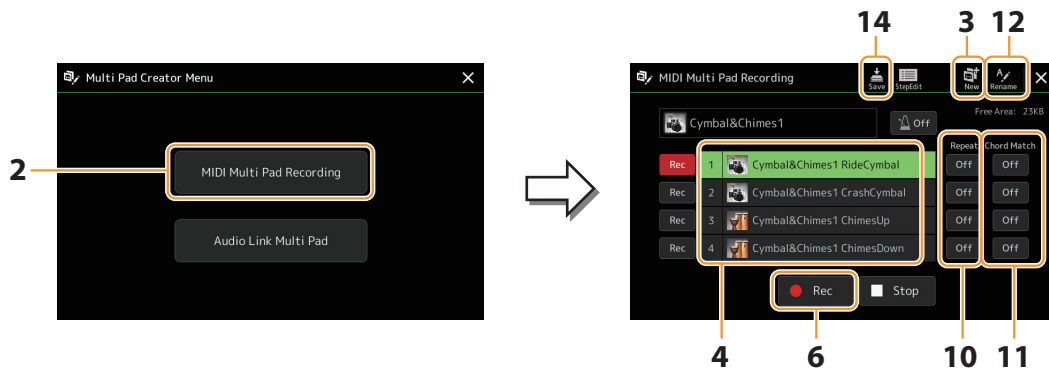 14 3 12
Multi Pad Creator Menu
MIDI Multi Pad Recording
Save
StepEdit
New
Rename
Free Area: 23KB
Cymbal&Chimes1
Off
Repeat Chord Match
2
MIDI Multi Pad Recording
Audio Link Multi Pad
Rec 1 Cymbal&Chimes1 RideCymbal Off Off
Rec 2 Cymbal&Chimes1 CrashCymbal Off Off
Rec 3 Cymbal&Chimes1 ChimesUp Off Off
Rec 4 Cymbal&Chimes1 ChimesDown Off Off
Rec Stop
4 6 10 11